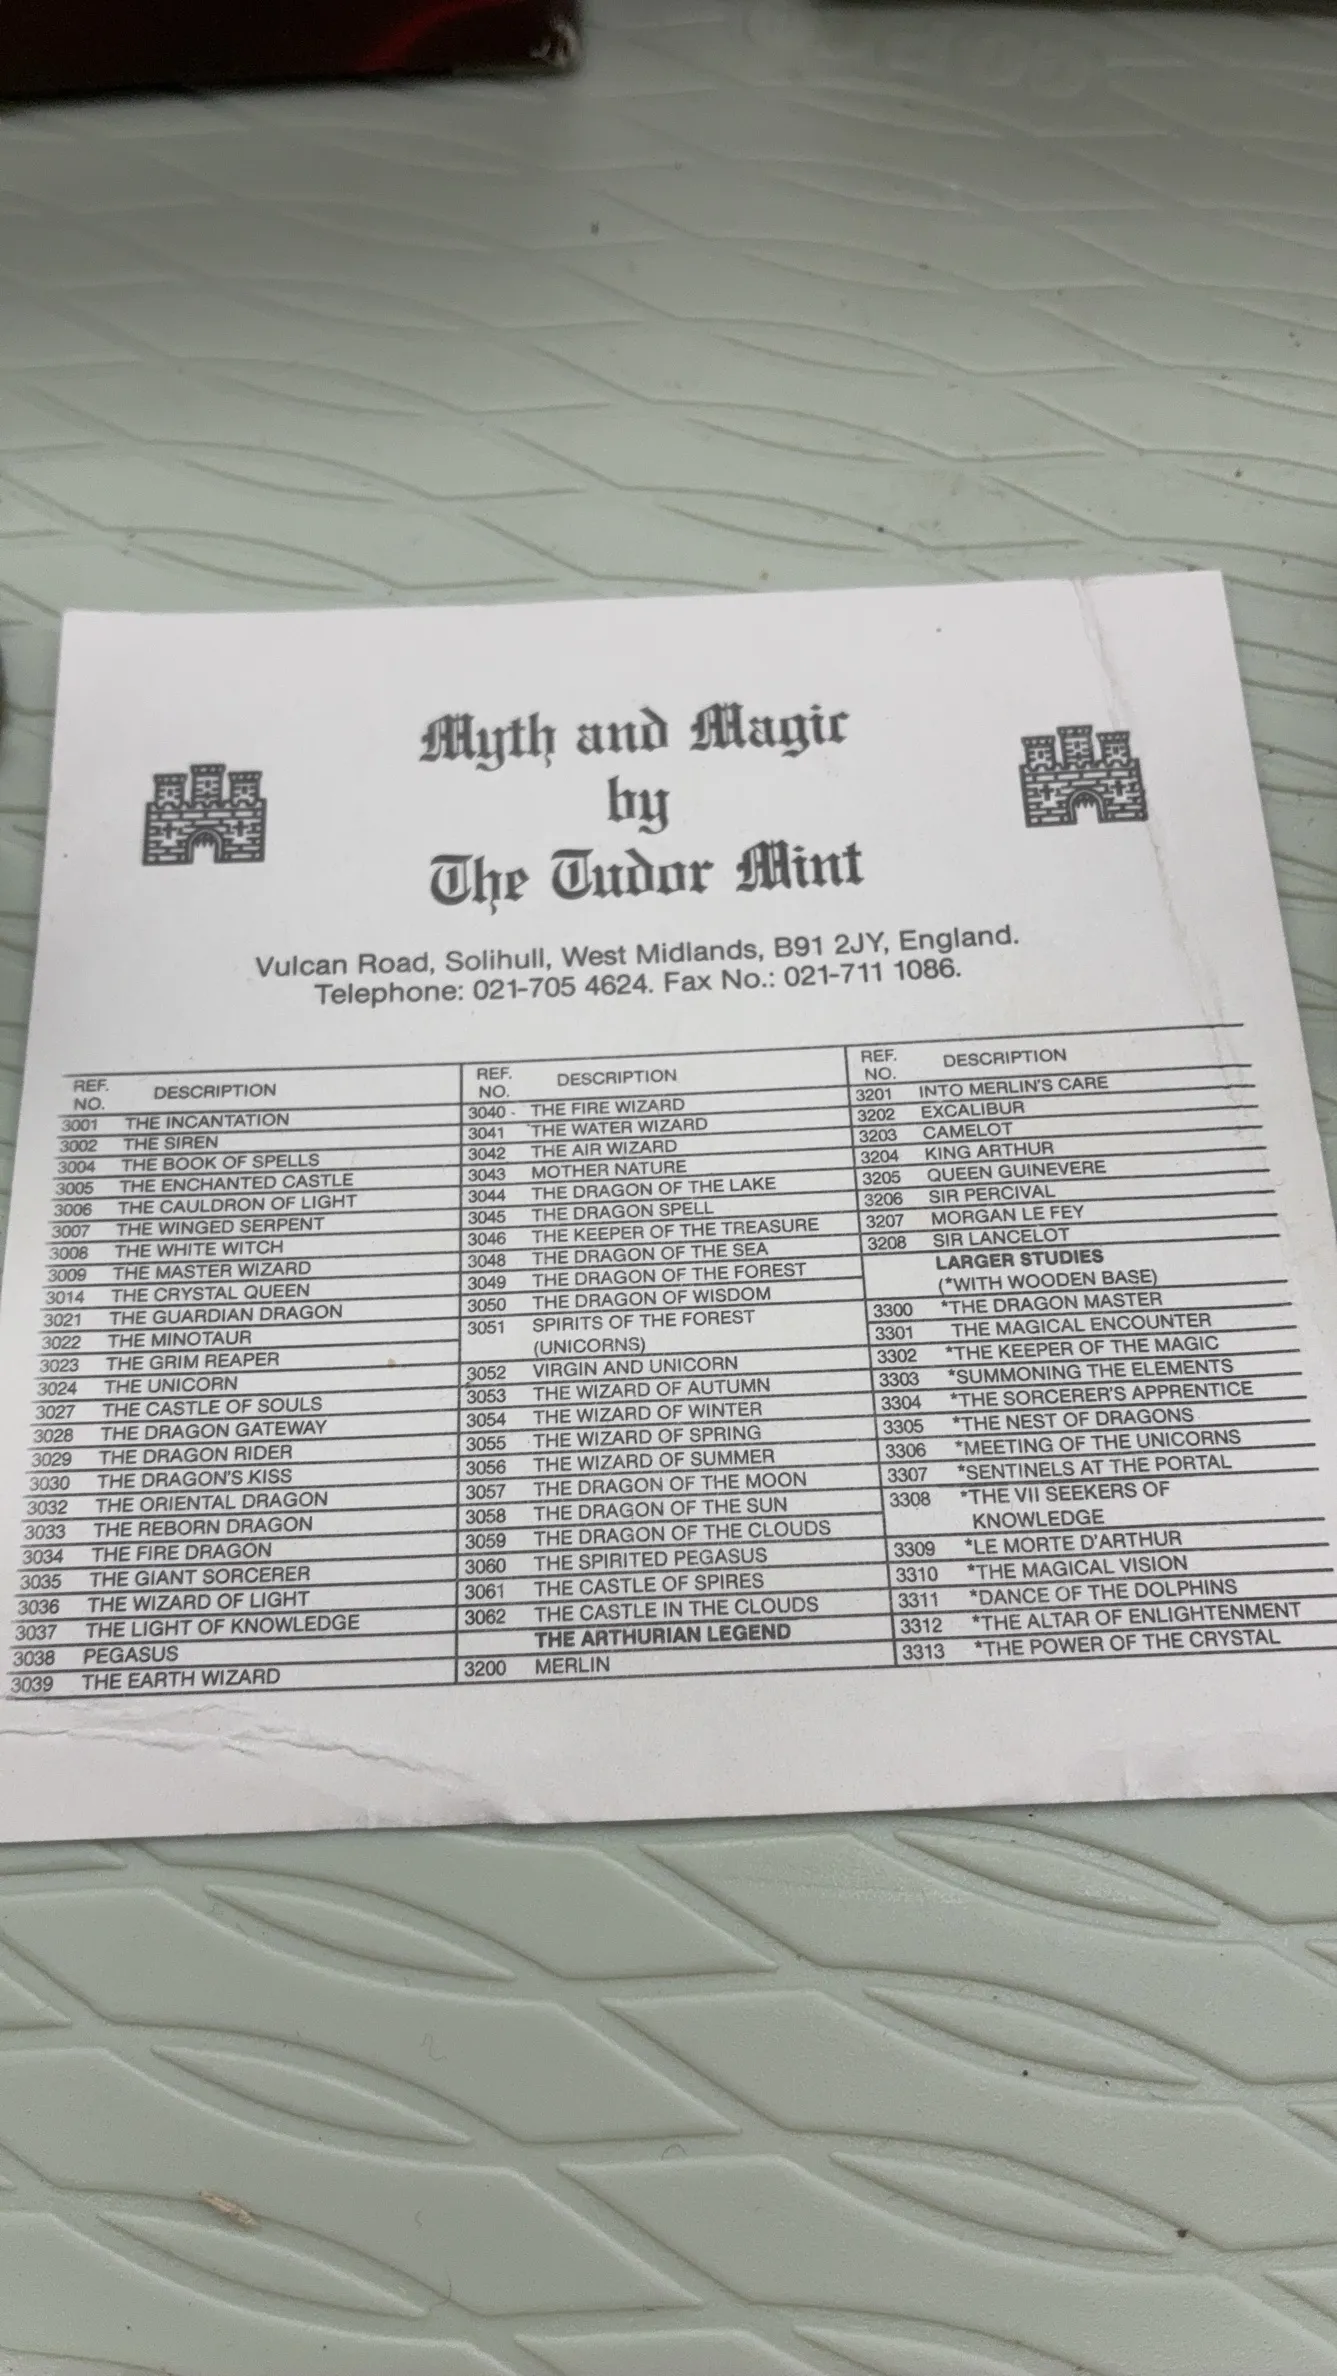 Myth and Magic
by
The Tudor Mint
Vulcan Road, Solihull, West Midlands, B91 2JY, England.
Telephone: 021-705 4624. Fax No.: 021-711 1086.
REF. NO. DESCRIPTION
3001 THE INCANTATION
3002 THE SIREN
3004 THE BOOK OF SPELLS
3005 THE ENCHANTED CASTLE
3006 THE CAULDRON OF LIGHT
3007 THE WINGED SERPENT
3008 THE WHITE WITCH
3009 THE MASTER WIZARD
3014 THE CRYSTAL QUEEN
3021 THE GUARDIAN DRAGON
3022 THE MINOTAUR
3023 THE GRIM REAPER
3024 THE UNICORN
3027 THE CASTLE OF SOULS
3028 THE DRAGON GATEWAY
3029 THE DRAGON RIDER
3030 THE DRAGON'S KISS
3032 THE ORIENTAL DRAGON
3033 THE REBORN DRAGON
3034 THE FIRE DRAGON
3035 THE GIANT SORCERER
3036 THE WIZARD OF LIGHT
3037 THE LIGHT OF KNOWLEDGE
3038 PEGASUS
3039 THE EARTH WIZARD
REF. NO. DESCRIPTION
3040 THE FIRE WIZARD
3041 THE WATER WIZARD
3042 THE AIR WIZARD
3043 MOTHER NATURE
3044 THE DRAGON OF THE LAKE
3045 THE DRAGON SPELL
3046 THE KEEPER OF THE TREASURE
3048 THE DRAGON OF THE SEA
3049 THE DRAGON OF THE FOREST
3050 THE DRAGON OF WISDOM
3051 SPIRITS OF THE FOREST
(UNICORNS)
3052 VIRGIN AND UNICORN
3053 THE WIZARD OF AUTUMN
3054 THE WIZARD OF WINTER
3055 THE WIZARD OF SPRING
3056 THE WIZARD OF SUMMER
3057 THE DRAGON OF THE MOON
3058 THE DRAGON OF THE SUN
3059 THE DRAGON OF THE CLOUDS
3060 THE SPIRITED PEGASUS
3061 THE CASTLE OF SPIRES
3062 THE CASTLE IN THE CLOUDS
THE ARTHURIAN LEGEND
3200 MERLIN
REF. NO. DESCRIPTION
3201 INTO MERLIN'S CARE
3202 EXCALIBUR
3203 CAMELOT
3204 KING ARTHUR
3205 QUEEN GUINEVERE
3206 SIR PERCIVAL
3207 MORGAN LE FEY
3208 SIR LANCELOT
LARGER STUDIES
(*WITH WOODEN BASE)
3300 *THE DRAGON MASTER
3301 THE MAGICAL ENCOUNTER
3302 *THE KEEPER OF THE MAGIC
3303 *SUMMONING THE ELEMENTS
3304 *THE SORCERER'S APPRENTICE
3305 *THE NEST OF DRAGONS
3306 *MEETING OF THE UNICORNS
3307 *SENTINELS AT THE PORTAL
3308 *THE VII SEEKERS OF
KNOWLEDGE
3309 *LE MORTE D'ARTHUR
3310 *THE MAGICAL VISION
3311 *DANCE OF THE DOLPHINS
3312 *THE ALTAR OF ENLIGHTENMENT
3313 *THE POWER OF THE CRYSTAL